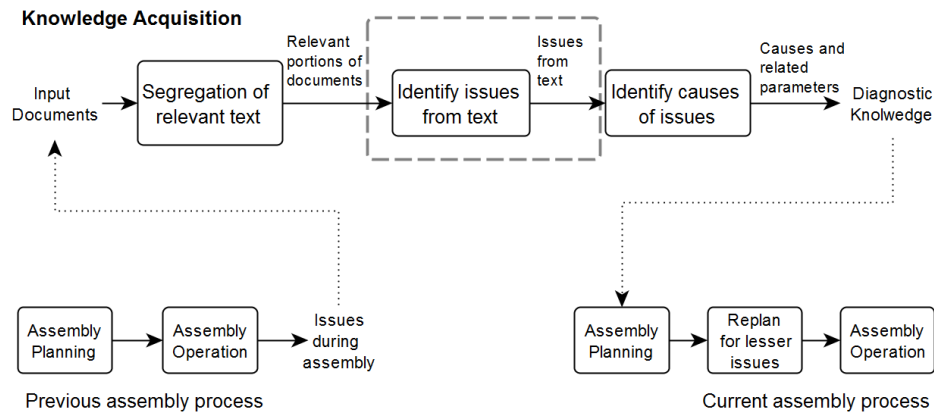 Knowledge Acquisition
Input
Documents
Segregation of
relevant text
Relevant
portions of
documents
Identify issues
from text
Issues
from
text
Identify causes
of issues
Causes and
related
parameters
Diagnostic
Knolwedge
Assembly
Planning
Assembly
Operation
Issues
during
assembly
Previous assembly process
Assembly
Planning
Replan
for lesser
issues
Assembly
Operation
Current assembly process